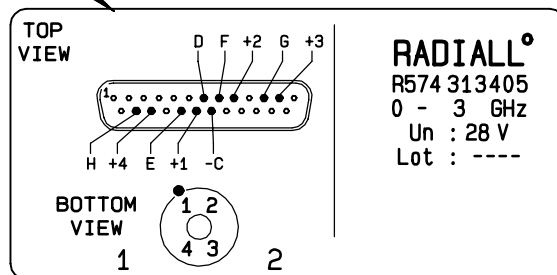 TOP
VIEW
D F +2 G +3
1
H +4 E +1 -C
BOTTOM
VIEW
1 2
4 3
1 2
RADIALL°
R574 313405
0 - 3 GHz
Un : 28 V
Lot : ----